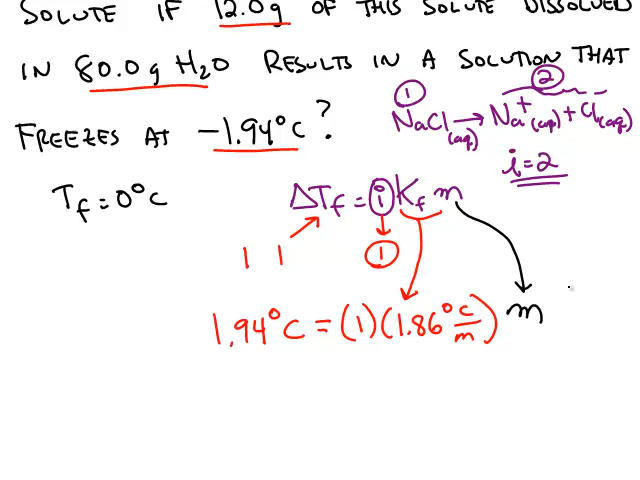 SOLUTE IF 12.0g OF THIS SOLUTE DISSOLVED
IN 80.0g H2O RESULTS IN A SOLUTION THAT
FREEZES AT -1.94°C?
1 2
NaCl(aq) → Na+(aq) + Cl-(aq)
i=2
Tf=0°C
ΔTf = i Kf m
| | 1
1.94°C = (1)(1.86°C/m) m